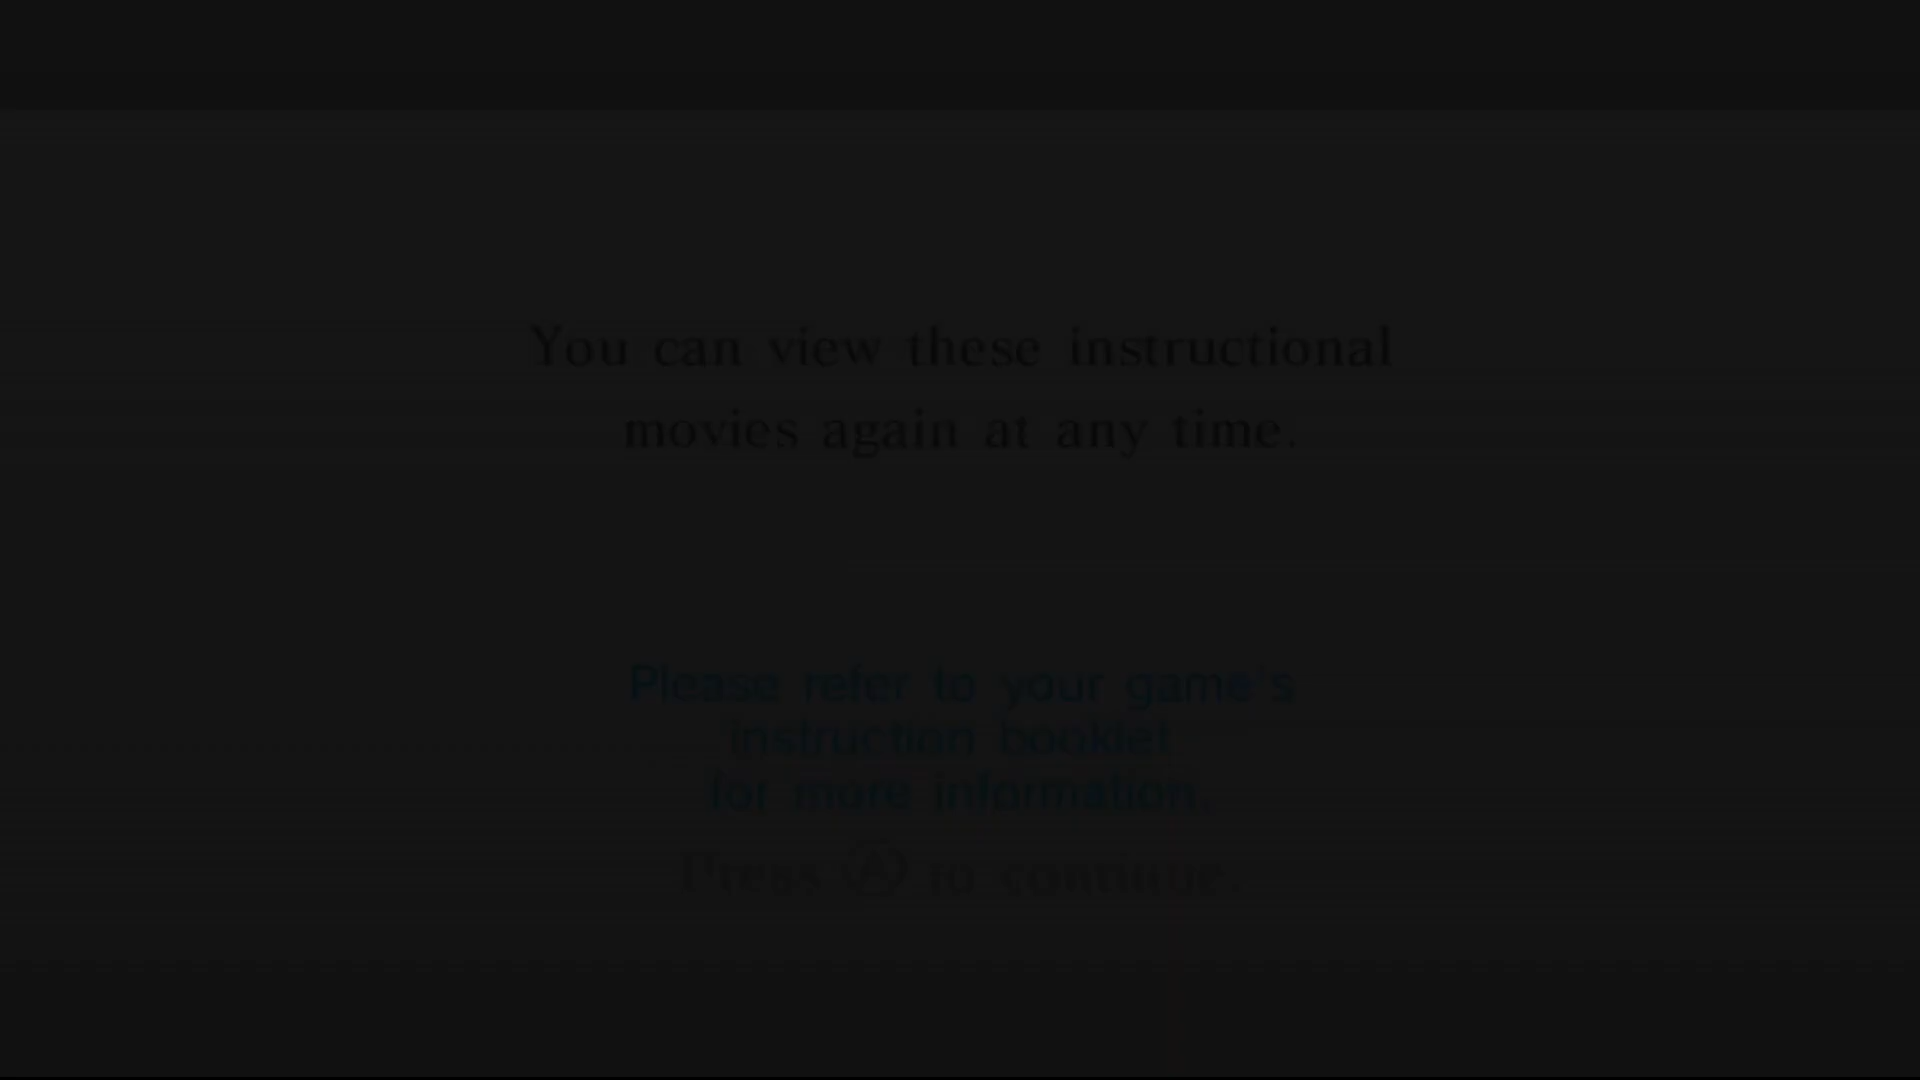 You can view these instructional
movies again at any time.
Please refer to your game's
instruction booklet
for more information.
Press Ⓐ to continue.